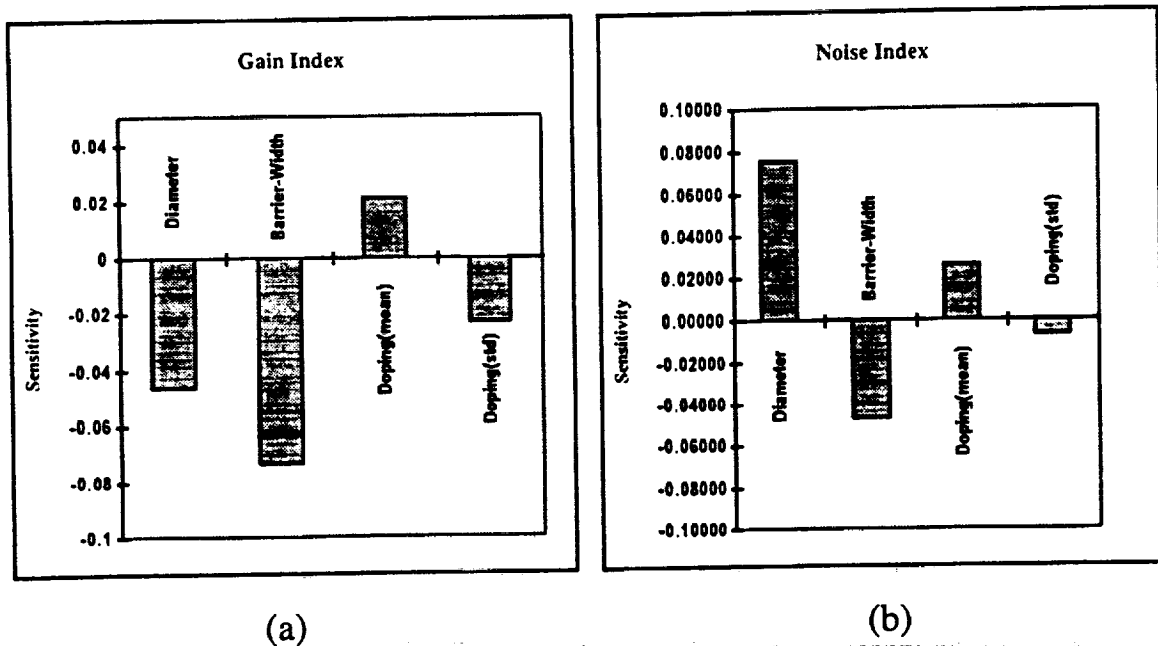 Gain Index
0.04
0.02
0
-0.02
-0.04
-0.06
-0.08
-0.1
Sensitivity
Diameter
Barrier-Width
Doping(mean)
Doping(std)
(a)
Noise Index
0.10000
0.08000
0.06000
0.04000
0.02000
0.00000
-0.02000
-0.04000
-0.06000
-0.08000
-0.10000
Sensitivity
Diameter
Barrier-Width
Doping(mean)
Doping(std)
(b)